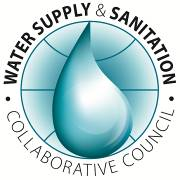 • WATER SUPPLY & SANITATION •
COLLABORATIVE COUNCIL